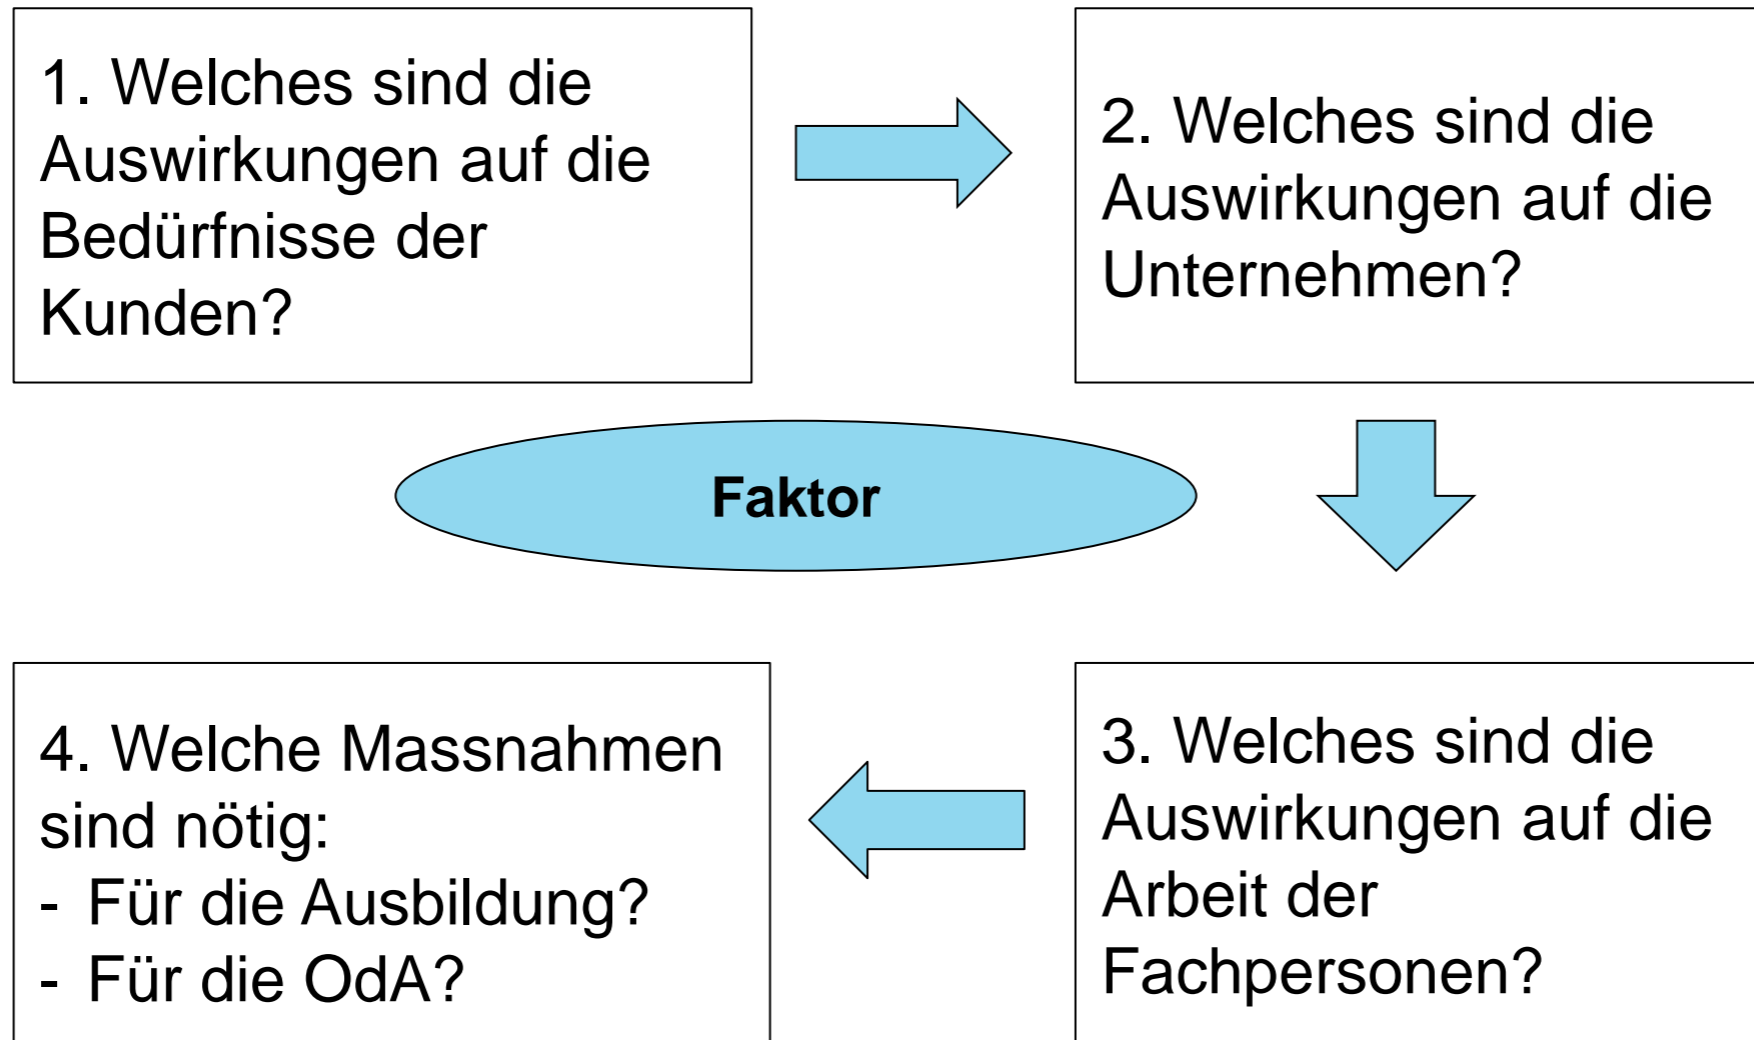 1. Welches sind die
Auswirkungen auf die
Bedürfnisse der
Kunden?
2. Welches sind die
Auswirkungen auf die
Unternehmen?
Faktor
4. Welche Massnahmen
sind nötig:
- Für die Ausbildung?
- Für die OdA?
3. Welches sind die
Auswirkungen auf die
Arbeit der
Fachpersonen?